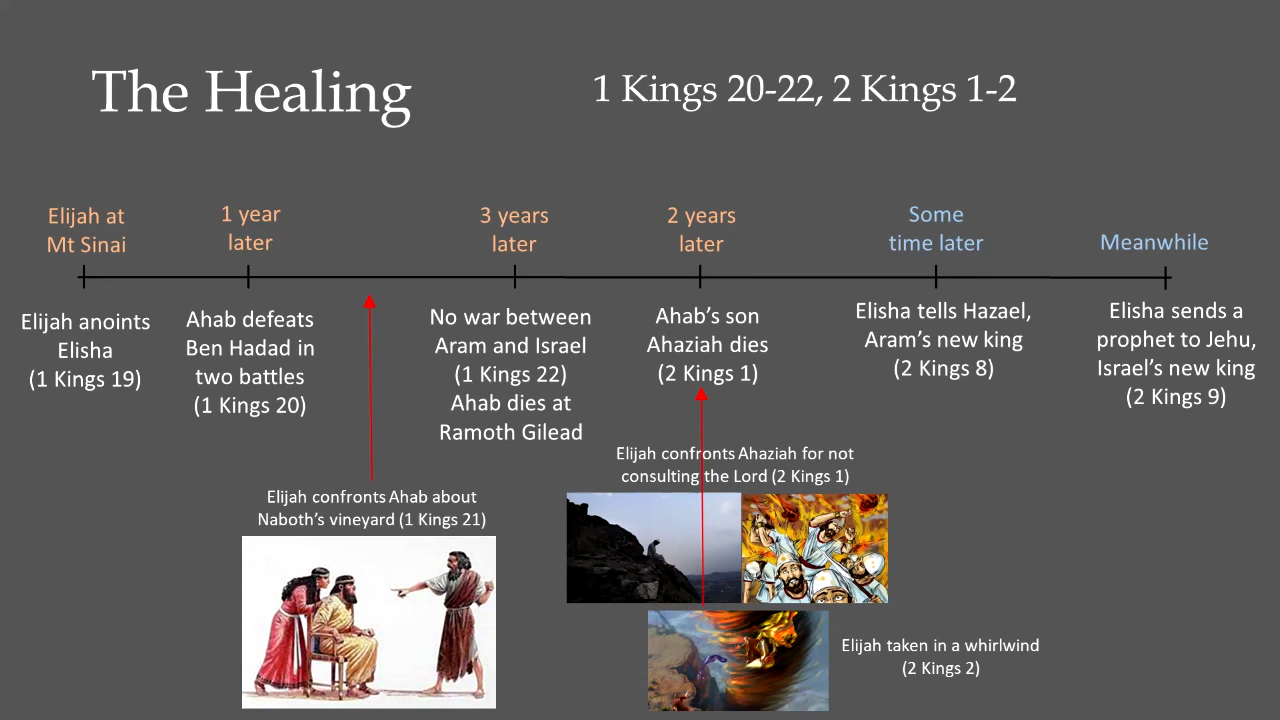 The Healing
1 Kings 20-22, 2 Kings 1-2
Elijah at
Mt Sinai
1 year
later
3 years
later
2 years
later
Some
time later
Meanwhile
Elijah anoints
Elisha
(1 Kings 19)
Ahab defeats
Ben Hadad in
two battles
(1 Kings 20)
No war between
Aram and Israel
(1 Kings 22)
Ahab dies at
Ramoth Gilead
Ahab’s son
Ahaziah dies
(2 Kings 1)
Elisha tells Hazael,
Aram’s new king
(2 Kings 8)
Elisha sends a
prophet to Jehu,
Israel’s new king
(2 Kings 9)
Elijah confronts Ahab about
Naboth’s vineyard (1 Kings 21)
Elijah confronts Ahaziah for not
consulting the Lord (2 Kings 1)
Elijah taken in a whirlwind
(2 Kings 2)